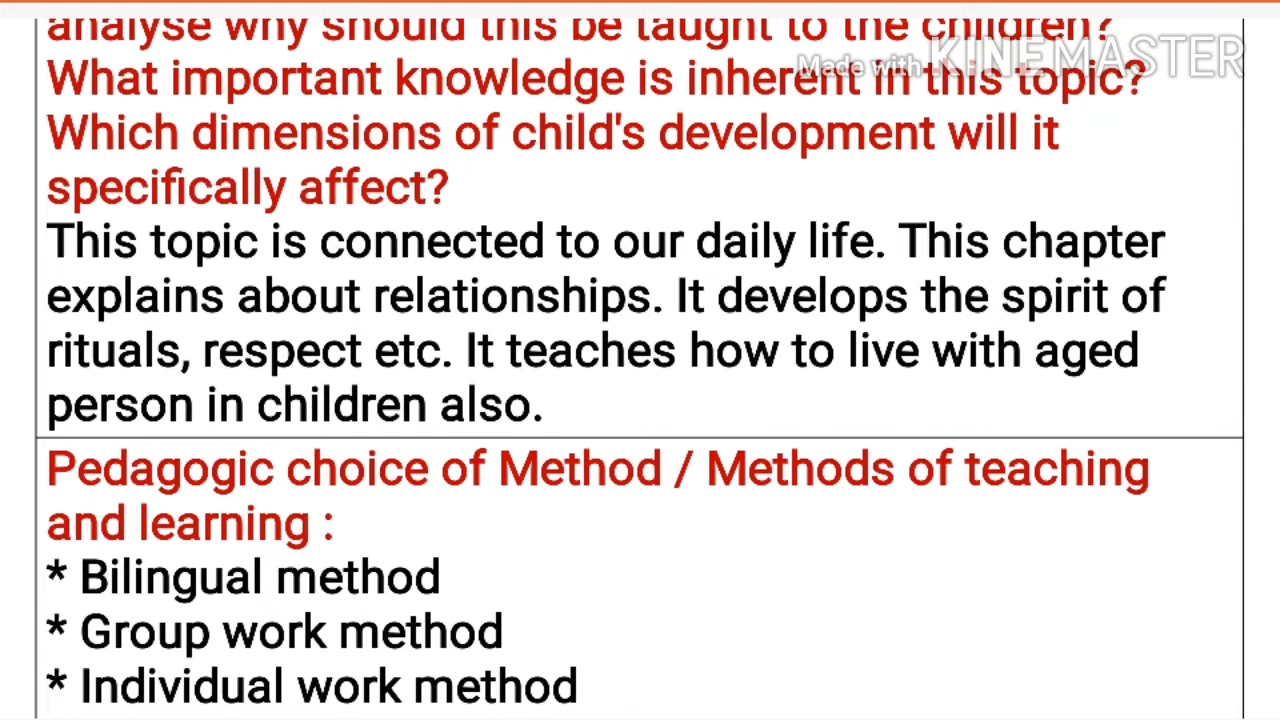 analyse why should this be taught to the children?
Made with KINEMASTER
What important knowledge is inherent in this topic?
Which dimensions of child's development will it
specifically affect?
This topic is connected to our daily life. This chapter
explains about relationships. It develops the spirit of
rituals, respect etc. It teaches how to live with aged
person in children also.
Pedagogic choice of Method / Methods of teaching
and learning :
* Bilingual method
* Group work method
* Individual work method